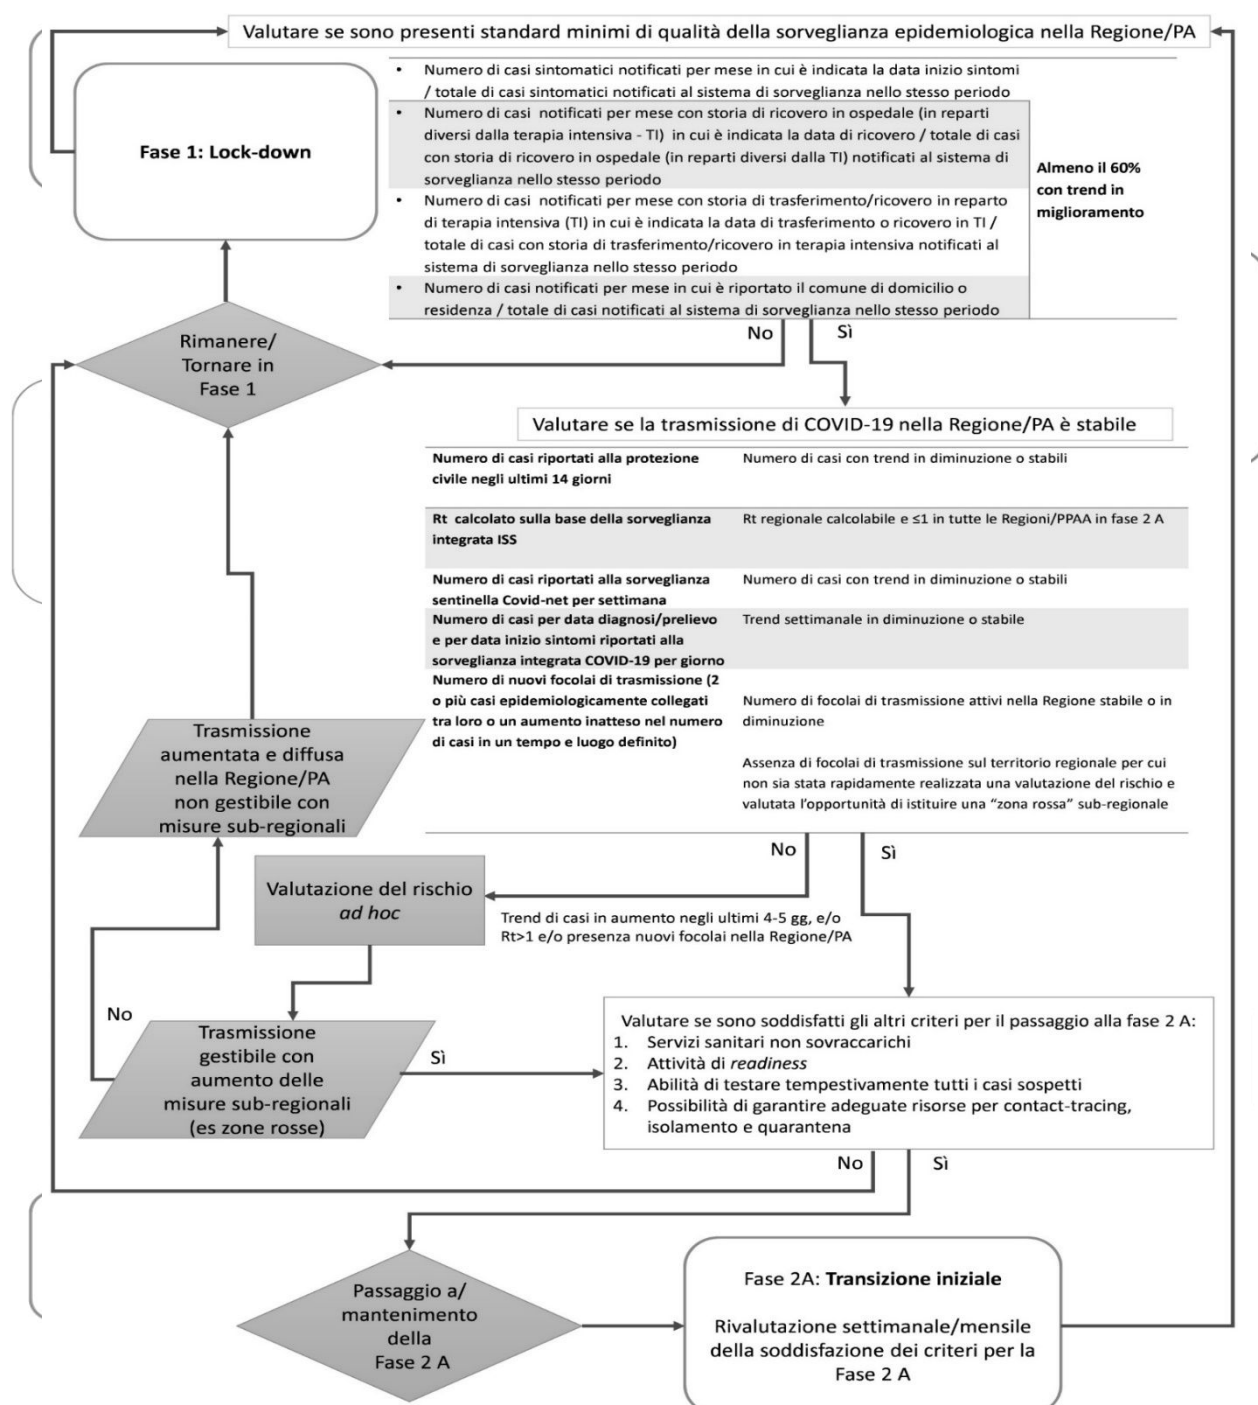 Valutare se sono presenti standard minimi di qualità della sorveglianza epidemiologica nella Regione/PA
Fase 1: Lock-down
• Numero di casi sintomatici notificati per mese in cui è indicata la data inizio sintomi
/ totale di casi sintomatici notificati al sistema di sorveglianza nello stesso periodo
• Numero di casi notificati per mese con storia di ricovero in ospedale (in reparti
diversi dalla terapia intensiva - TI) in cui è indicata la data di ricovero / totale di casi
con storia di ricovero in ospedale (in reparti diversi dalla TI) notificati al sistema di
sorveglianza nello stesso periodo
• Numero di casi notificati per mese con storia di trasferimento/ricovero in reparto
di terapia intensiva (TI) in cui è indicata la data di trasferimento o ricovero in TI /
totale di casi con storia di trasferimento/ricovero in terapia intensiva notificati al
sistema di sorveglianza nello stesso periodo
• Numero di casi notificati per mese in cui è riportato il comune di domicilio o
residenza / totale di casi notificati al sistema di sorveglianza nello stesso periodo
Almeno il 60%
con trend in
miglioramento
No
Sì
Rimanere/
Tornare in
Fase 1
Valutare se la trasmissione di COVID-19 nella Regione/PA è stabile
Numero di casi riportati alla protezione
civile negli ultimi 14 giorni
Numero di casi con trend in diminuzione o stabili
Rt calcolato sulla base della sorveglianza
integrata ISS
Rt regionale calcolabile e ≤1 in tutte le Regioni/PPAA in fase 2 A
Numero di casi riportati alla sorveglianza
sentinella Covid-net per settimana
Numero di casi con trend in diminuzione o stabili
Numero di casi per data diagnosi/prelievo
e per data inizio sintomi riportati alla
sorveglianza integrata COVID-19 per giorno
Trend settimanale in diminuzione o stabile
Numero di nuovi focolai di trasmissione (2
o più casi epidemiologicamente collegati
tra loro o un aumento inatteso nel numero
di casi in un tempo e luogo definito)
Numero di focolai di trasmissione attivi nella Regione stabile o in
diminuzione
Assenza di focolai di trasmissione sul territorio regionale per cui
non sia stata rapidamente realizzata una valutazione del rischio e
valutata l'opportunità di istituire una “zona rossa” sub-regionale
No
Sì
Trasmissione
aumentata e diffusa
nella Regione/PA
non gestibile con
misure sub-regionali
Valutazione del rischio
ad hoc
Trend di casi in aumento negli ultimi 4-5 gg, e/o
Rt>1 e/o presenza nuovi focolai nella Regione/PA
No
Trasmissione
gestibile con
aumento delle
misure sub-regionali
(es zone rosse)
Sì
Valutare se sono soddisfatti gli altri criteri per il passaggio alla fase 2 A:
1. Servizi sanitari non sovraccarichi
2. Attività di readiness
3. Abilità di testare tempestivamente tutti i casi sospetti
4. Possibilità di garantire adeguate risorse per contact-tracing,
isolamento e quarantena
No
Sì
Passaggio a/
mantenimento
della
Fase 2 A
Fase 2A: Transizione iniziale
Rivalutazione settimanale/mensile
della soddisfazione dei criteri per la
Fase 2 A